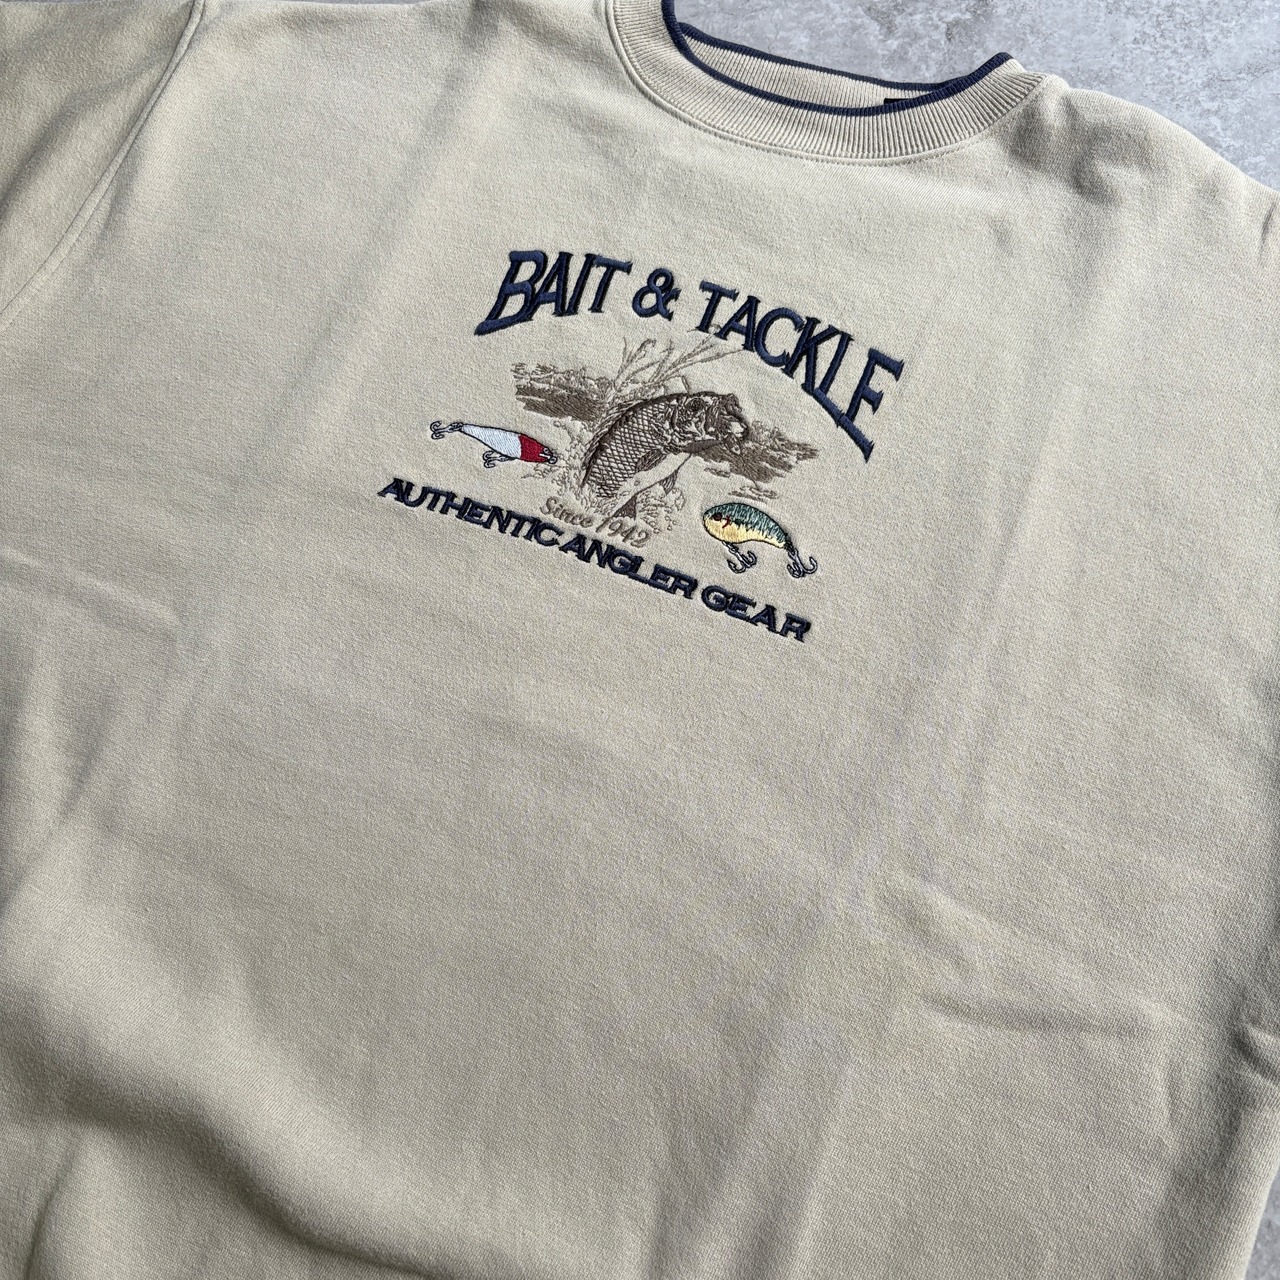 BAIT & TACKLE
Since 1942
AUTHENTIC ANGLER GEAR